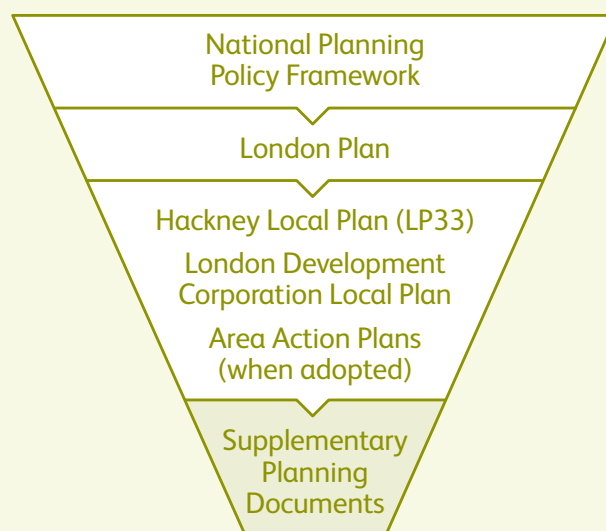 National Planning
Policy Framework
London Plan
Hackney Local Plan (LP33)
London Development
Corporation Local Plan
Area Action Plans
(when adopted)
Supplementary
Planning
Documents